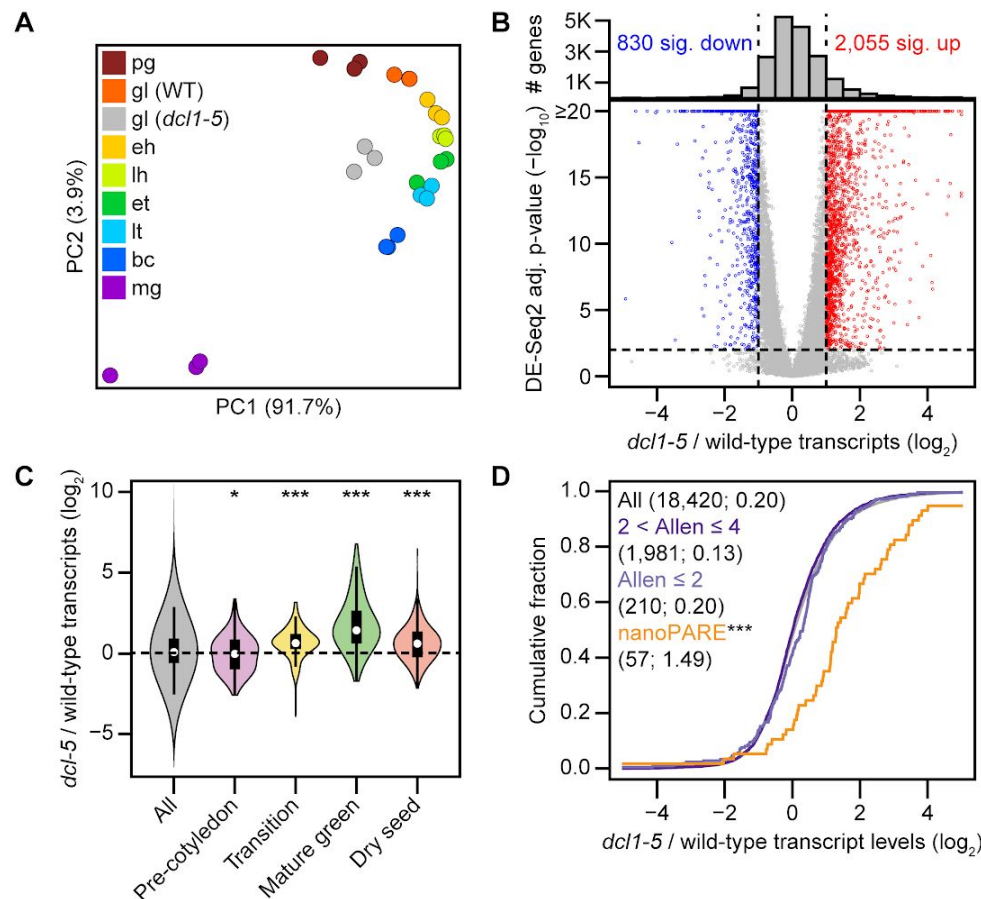 A
pg
gl (WT)
gl (dcl1-5)
eh
lh
et
lt
bc
mg
PC2 (3.9%)
PC1 (91.7%)
B
5K
3K
1K
# genes
830 sig. down
2,055 sig. up
≥20
15
10
5
0
DE-Seq2 adj. p-value (−log10)
−4 −2 0 2 4
dcl1-5 / wild-type transcripts (log2)
C
10
0
−5
dcl-5 / wild-type transcripts (log2)
* *** *** ***
All
Pre-cotyledon
Transition
Mature green
Dry seed
D
1.0
0.8
0.6
0.4
0.2
0.0
Cumulative fraction
All (18,420; 0.20)
2 < Allen ≤ 4
(1,981; 0.13)
Allen ≤ 2
(210; 0.20)
nanoPARE***
(57; 1.49)
−4 −2 0 2 4
dcl1-5 / wild-type transcript levels (log2)